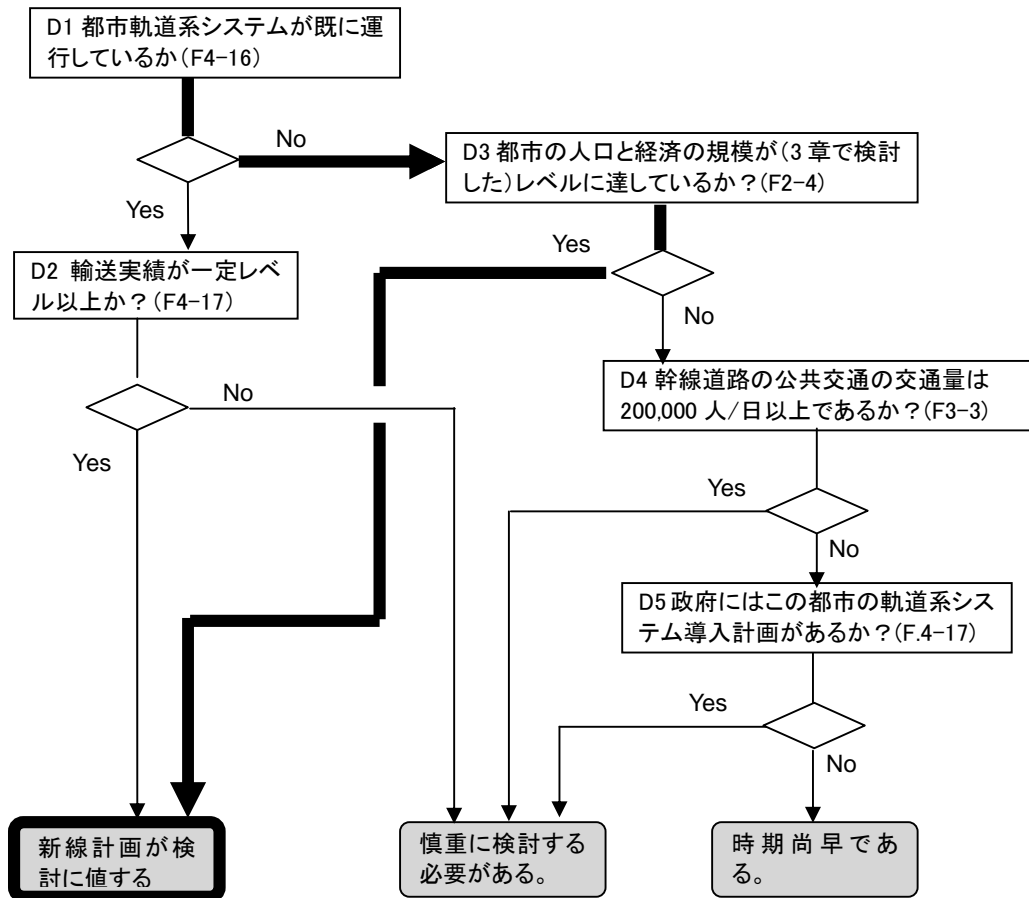 D1 都市軌道系システムが既に運
行しているか(F4-16)
No
D3 都市の人口と経済の規模が(3 章で検討
した)レベルに達しているか?(F2-4)
Yes
Yes
D2 輸送実績が一定レベ
ル以上か?(F4-17)
No
D4 幹線道路の公共交通の交通量は
200,000 人/日以上であるか?(F3-3)
No
Yes
Yes
No
D5 政府にはこの都市の軌道系シス
テム導入計画があるか?(F.4-17)
Yes
No
新線計画が検
討に値する
慎重に検討する
必要がある。
時期尚早であ
る。